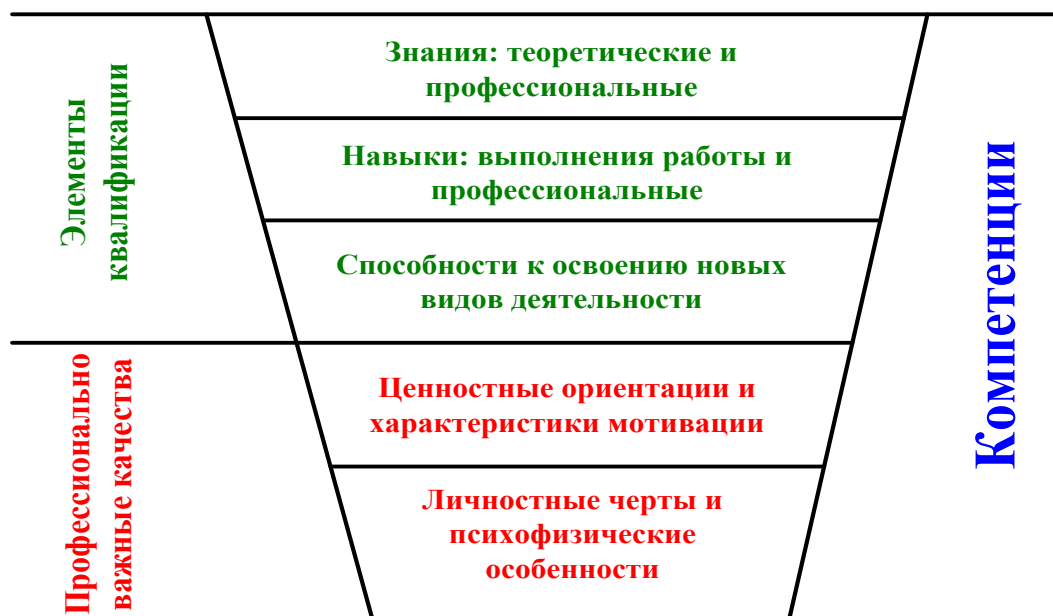 Элементы
квалификации
Знания: теоретические и
профессиональные
Навыки: выполнения работы и
профессиональные
Способности к освоению новых
видов деятельности
Профессионально
важные качества
Ценностные ориентации и
характеристики мотивации
Личностные черты и
психофизические
особенности
Компетенции